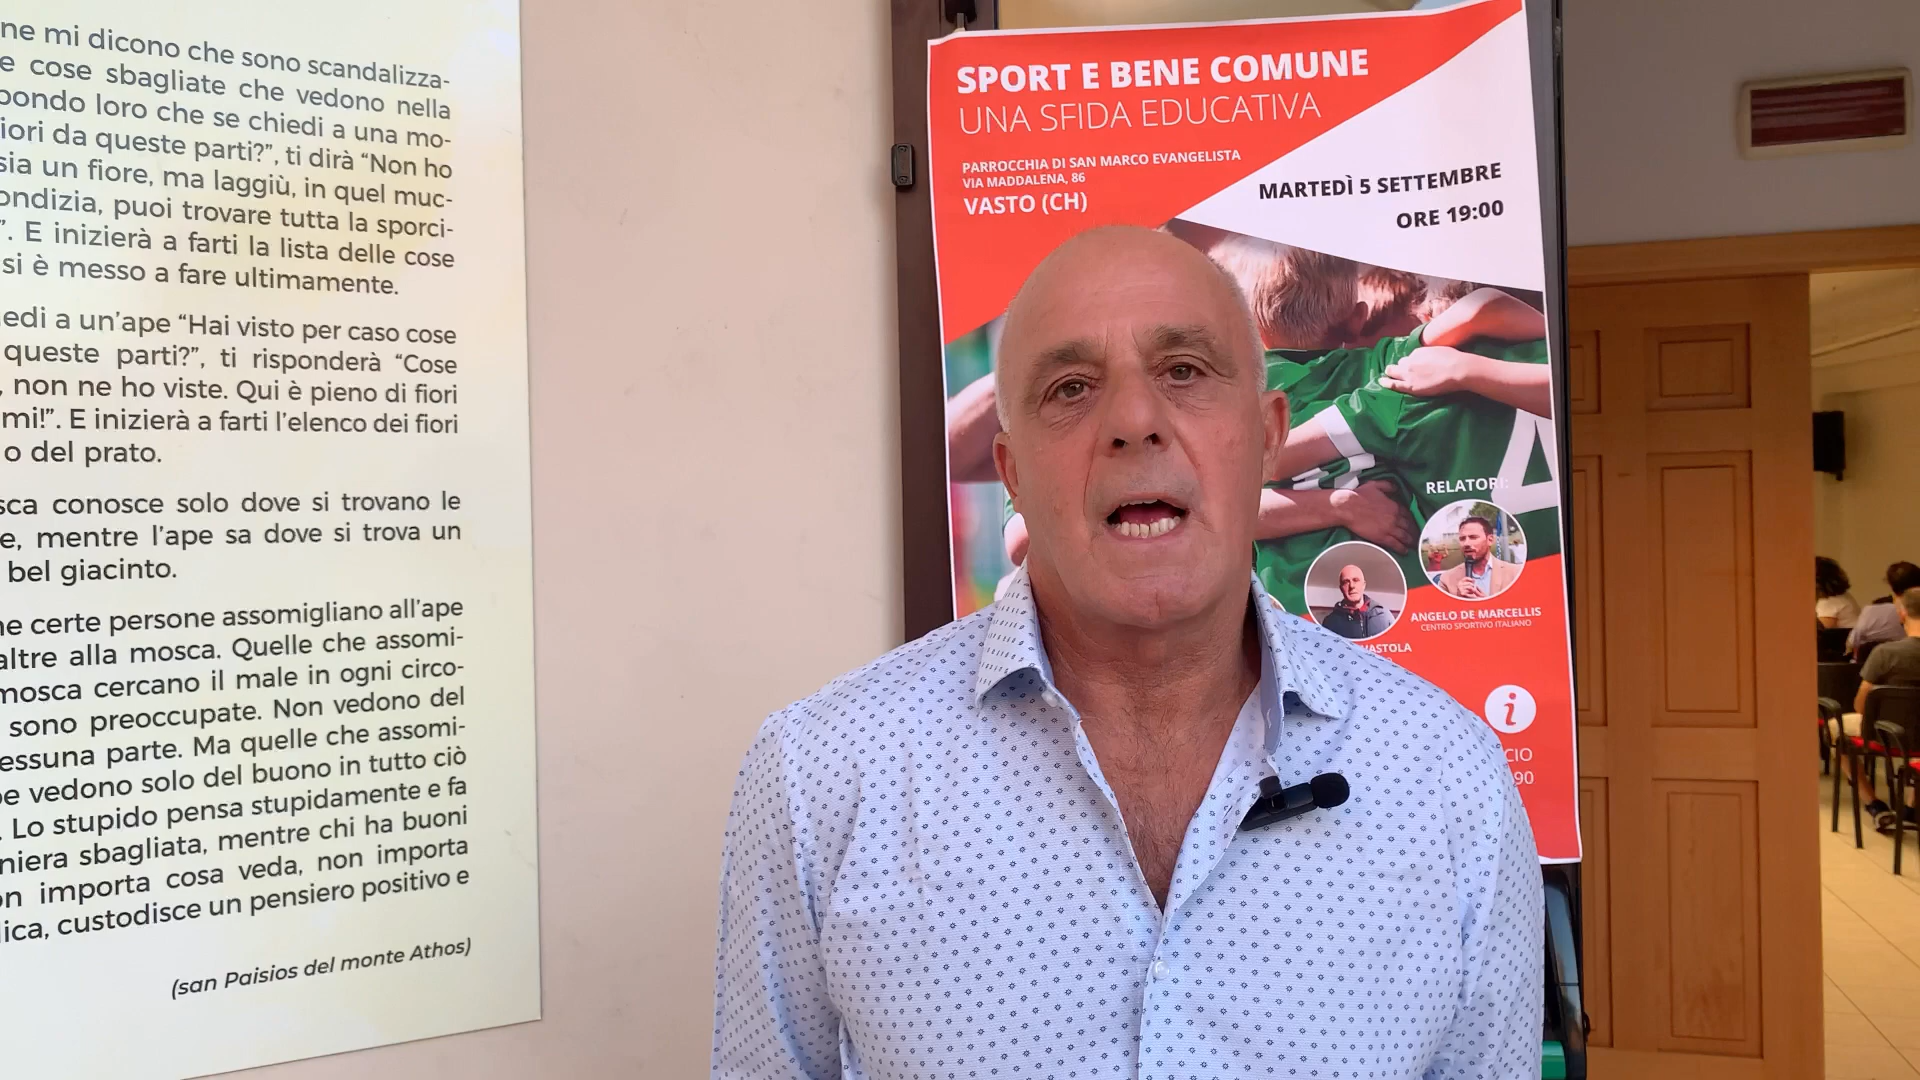 ne mi dicono che sono scandalizza-
e cose sbagliate che vedono nella
pondo loro che se chiedi a una mo-
iori da queste parti?”, ti dirà “Non ho
sia un fiore, ma laggiù, in quel muc-
ondizia, puoi trovare tutta la sporci-
”. E inizierà a farti la lista delle cose
si è messo a fare ultimamente.
iedi a un’ape “Hai visto per caso cose
queste parti?”, ti risponderà “Cose
, non ne ho viste. Qui è pieno di fiori
mi!”. E inizierà a farti l’elenco dei fiori
o del prato.
sca conosce solo dove si trovano le
e, mentre l’ape sa dove si trova un
bel giacinto.
he certe persone assomigliano all’ape
altre alla mosca. Quelle che assomi-
mosca cercano il male in ogni circo-
sono preoccupate. Non vedono del
essuna parte. Ma quelle che assomi-
pe vedono solo del buono in tutto ciò
. Lo stupido pensa stupidamente e fa
niera sbagliata, mentre chi ha buoni
on importa cosa veda, non importa
lica, custodisce un pensiero positivo e
(san Paisios del monte Athos)
SPORT E BENE COMUNE
UNA SFIDA EDUCATIVA
PARROCCHIA DI SAN MARCO EVANGELISTA
VIA MADDALENA, 86
VASTO (CH)
MARTEDÌ 5 SETTEMBRE
ORE 19:00
RELATORI:
ANGELO DE MARCELLIS
CENTRO SPORTIVO ITALIANO
VASTOLA
i
CIO
90